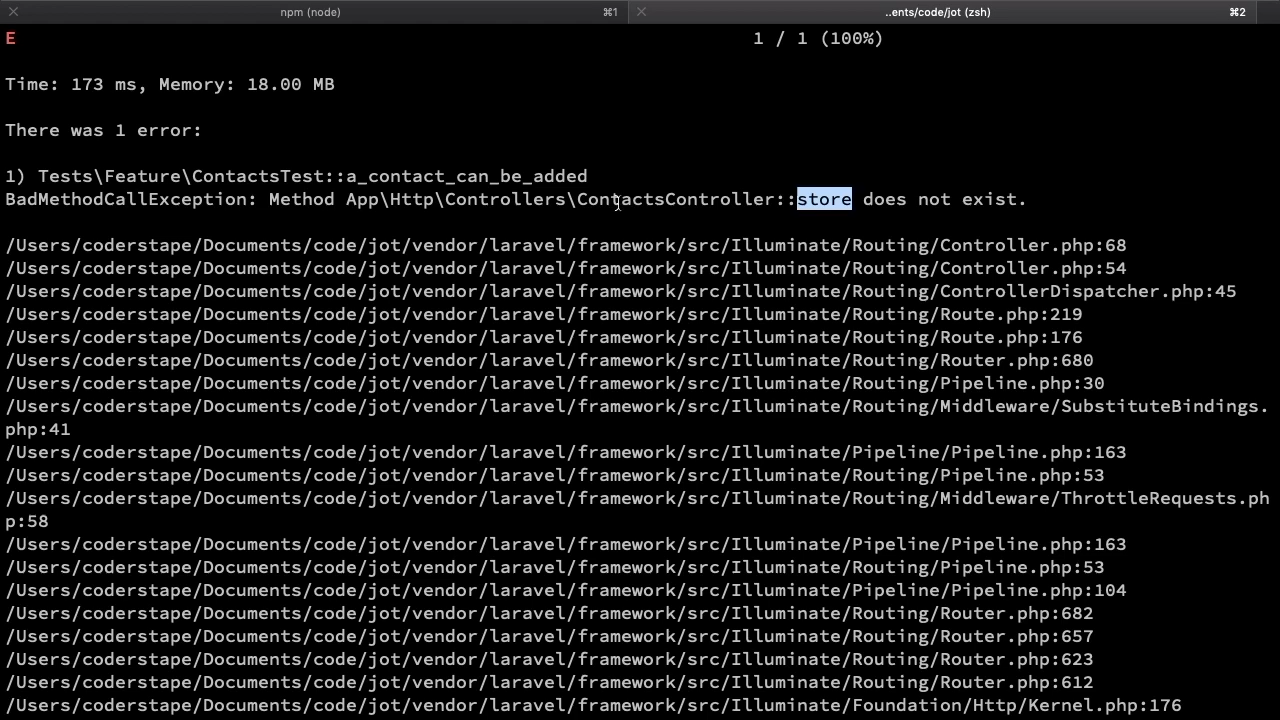 npm (node) ⌘1 ..ents/code/jot (zsh) ⌘2
E 1 / 1 (100%)
Time: 173 ms, Memory: 18.00 MB
There was 1 error:
1) Tests\Feature\ContactsTest::a_contact_can_be_added
BadMethodCallException: Method App\Http\Controllers\ContactsController::store does not exist.
/Users/coderstape/Documents/code/jot/vendor/laravel/framework/src/Illuminate/Routing/Controller.php:68
/Users/coderstape/Documents/code/jot/vendor/laravel/framework/src/Illuminate/Routing/Controller.php:54
/Users/coderstape/Documents/code/jot/vendor/laravel/framework/src/Illuminate/Routing/ControllerDispatcher.php:45
/Users/coderstape/Documents/code/jot/vendor/laravel/framework/src/Illuminate/Routing/Route.php:219
/Users/coderstape/Documents/code/jot/vendor/laravel/framework/src/Illuminate/Routing/Route.php:176
/Users/coderstape/Documents/code/jot/vendor/laravel/framework/src/Illuminate/Routing/Router.php:680
/Users/coderstape/Documents/code/jot/vendor/laravel/framework/src/Illuminate/Routing/Pipeline.php:30
/Users/coderstape/Documents/code/jot/vendor/laravel/framework/src/Illuminate/Routing/Middleware/SubstituteBindings.
php:41
/Users/coderstape/Documents/code/jot/vendor/laravel/framework/src/Illuminate/Pipeline/Pipeline.php:163
/Users/coderstape/Documents/code/jot/vendor/laravel/framework/src/Illuminate/Routing/Pipeline.php:53
/Users/coderstape/Documents/code/jot/vendor/laravel/framework/src/Illuminate/Routing/Middleware/ThrottleRequests.ph
p:58
/Users/coderstape/Documents/code/jot/vendor/laravel/framework/src/Illuminate/Pipeline/Pipeline.php:163
/Users/coderstape/Documents/code/jot/vendor/laravel/framework/src/Illuminate/Routing/Pipeline.php:53
/Users/coderstape/Documents/code/jot/vendor/laravel/framework/src/Illuminate/Pipeline/Pipeline.php:104
/Users/coderstape/Documents/code/jot/vendor/laravel/framework/src/Illuminate/Routing/Router.php:682
/Users/coderstape/Documents/code/jot/vendor/laravel/framework/src/Illuminate/Routing/Router.php:657
/Users/coderstape/Documents/code/jot/vendor/laravel/framework/src/Illuminate/Routing/Router.php:623
/Users/coderstape/Documents/code/jot/vendor/laravel/framework/src/Illuminate/Routing/Router.php:612
/Users/coderstape/Documents/code/jot/vendor/laravel/framework/src/Illuminate/Foundation/Http/Kernel.php:176